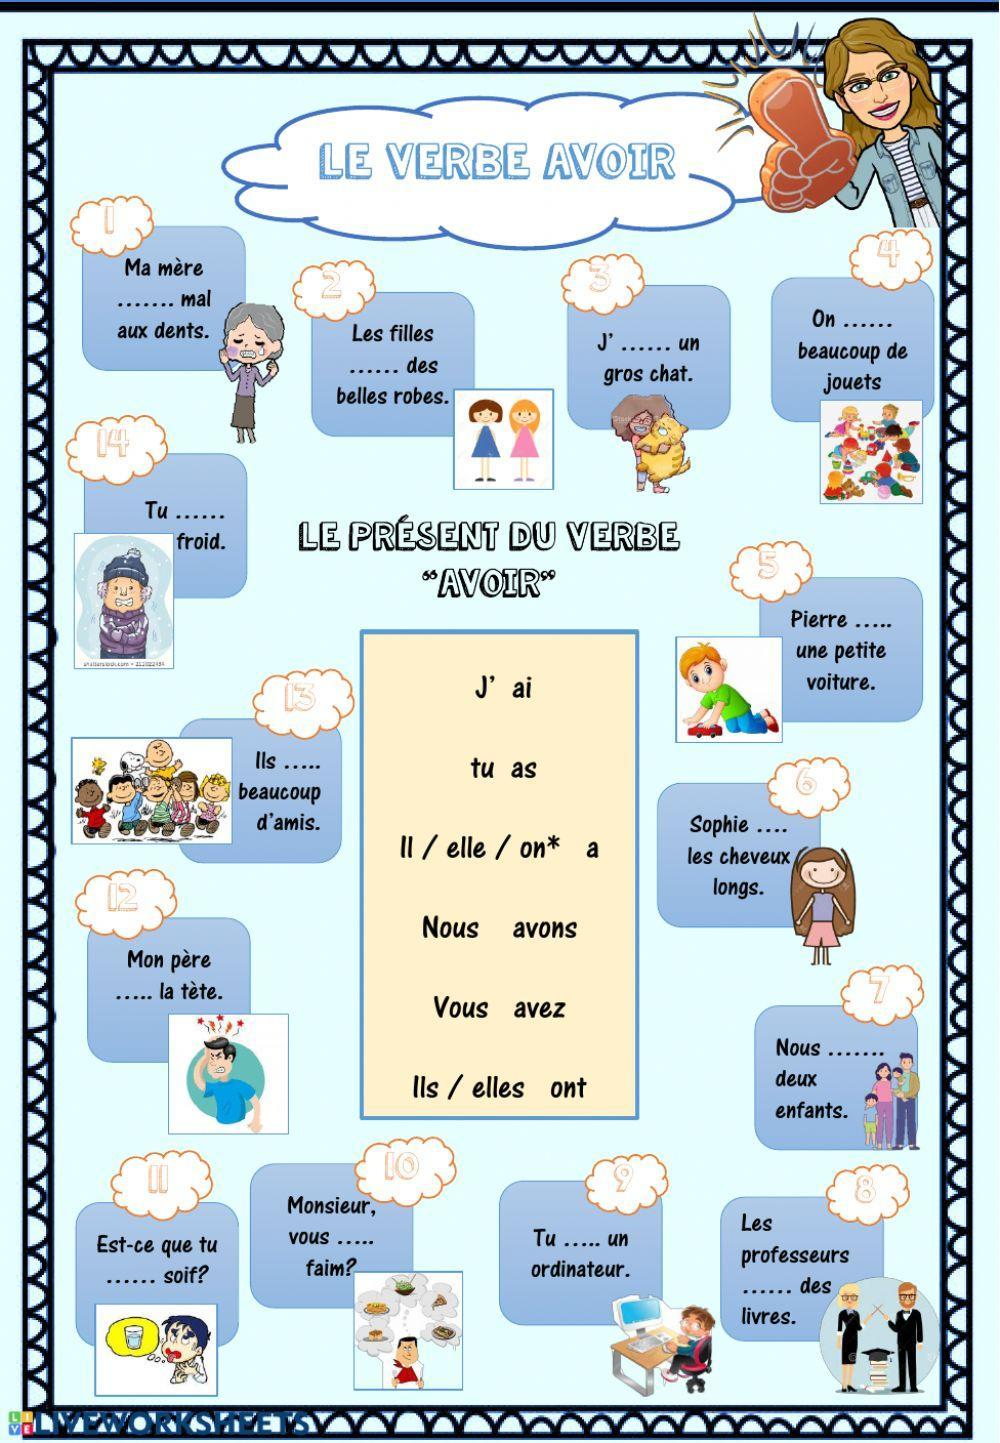 LE VERBE AVOIR
1
Ma mère
....... mal
aux dents.
2
Les filles
...... des
belles robes.
3
J' ...... un
gros chat.
4
On ......
beaucoup de
jouets
14
Tu ......
froid.
shutterstock.com • 212022484
LE PRÉSENT DU VERBE
“AVOIR”
J' ai
tu as
Il / elle / on* a
Nous avons
Vous avez
Ils / elles ont
5
Pierre .....
une petite
voiture.
6
Sophie ....
les cheveux
longs.
7
Nous .......
deux
enfants.
8
Les
professeurs
...... des
livres.
9
Tu ..... un
ordinateur.
10
Monsieur,
vous .....
faim?
11
Est-ce que tu
...... soif?
12
Mon père
..... la tète.
13
Ils .....
beaucoup
d'amis.
LIVE LIVEWORKSHEETS